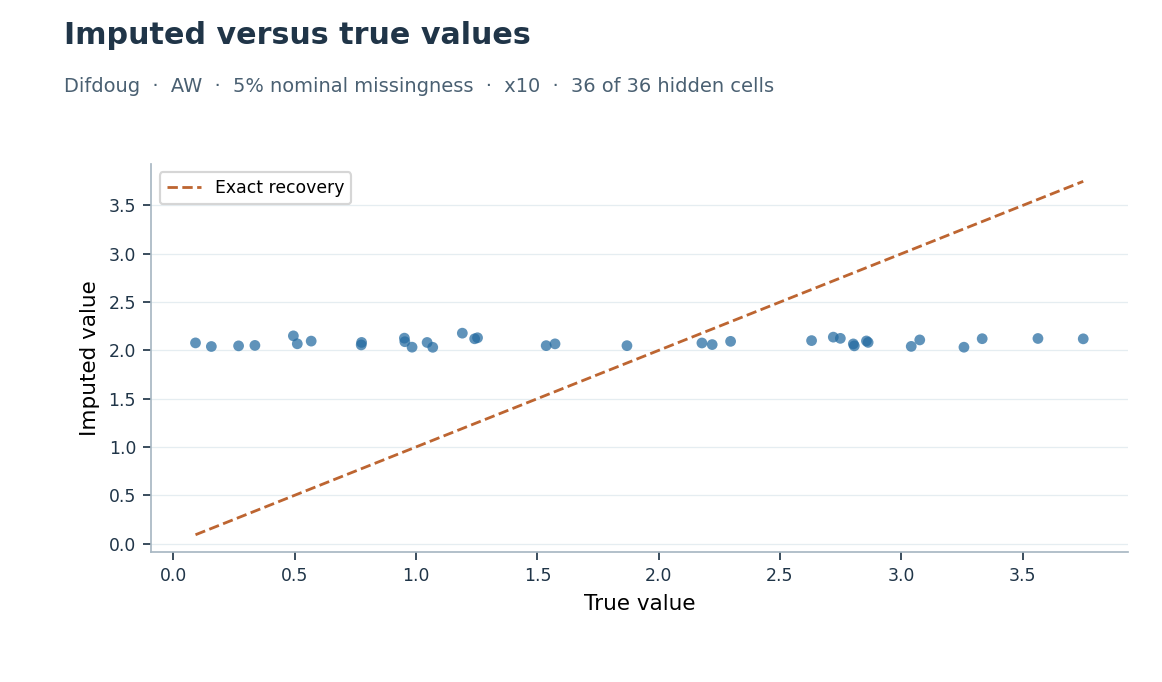 Imputed versus true values
Difdoug · AW · 5% nominal missingness · x10 · 36 of 36 hidden cells
Exact recovery
3.5
3.0
2.5
2.0
1.5
1.0
0.5
0.0
Imputed value
0.0 0.5 1.0 1.5 2.0 2.5 3.0 3.5
True value